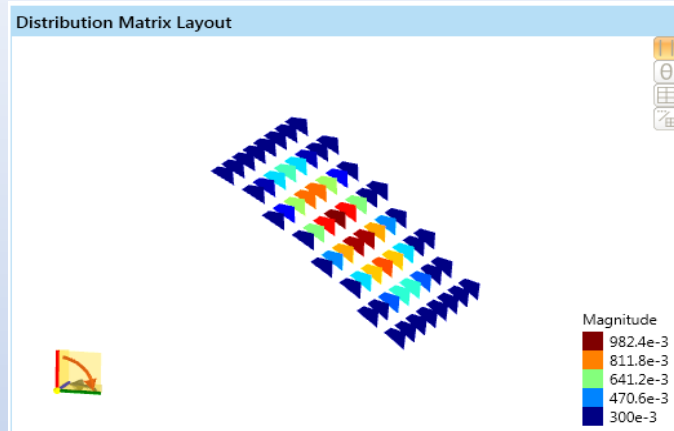 Distribution Matrix Layout
θ
Magnitude
982.4e-3
811.8e-3
641.2e-3
470.6e-3
300e-3